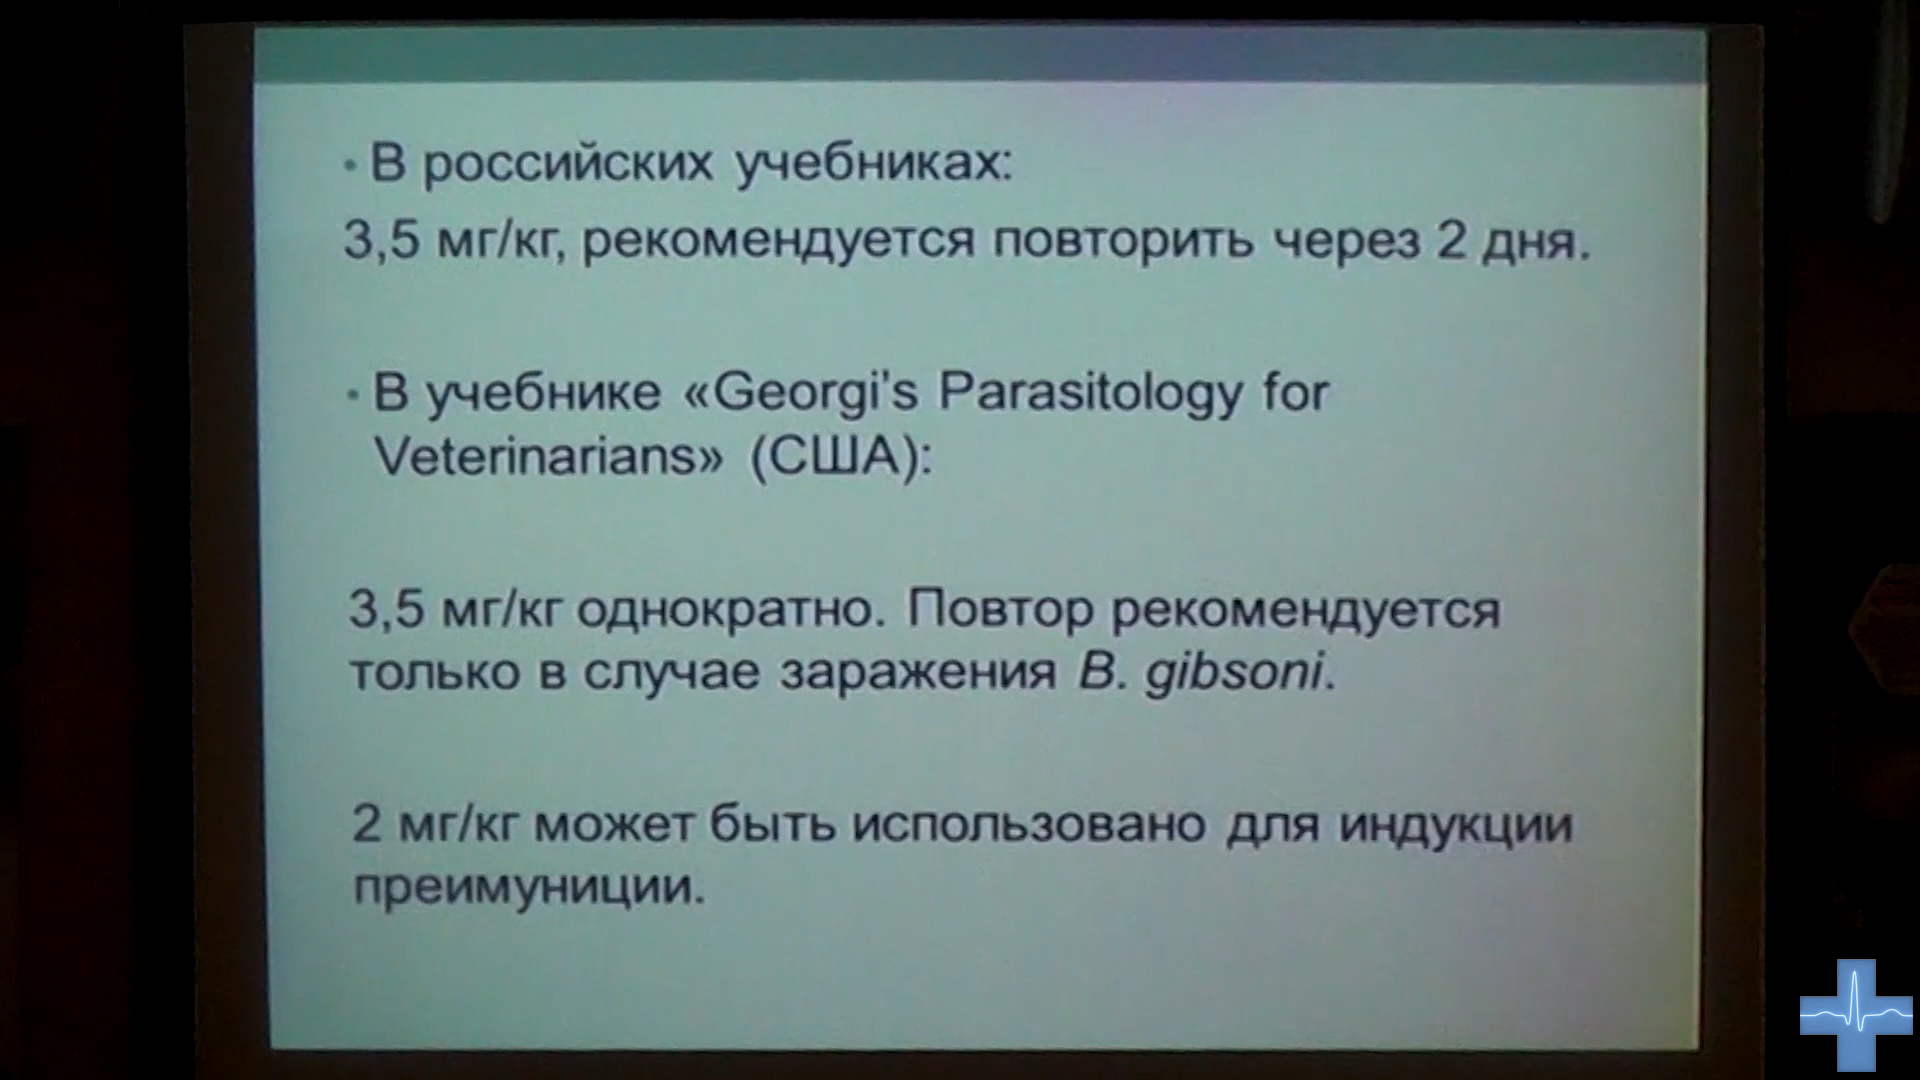 • В российских учебниках:
3,5 мг/кг, рекомендуется повторить через 2 дня.
• В учебнике «Georgi's Parasitology for
Veterinarians» (США):
3,5 мг/кг однократно. Повтор рекомендуется
только в случае заражения B. gibsoni.
2 мг/кг может быть использовано для индукции
преимуниции.